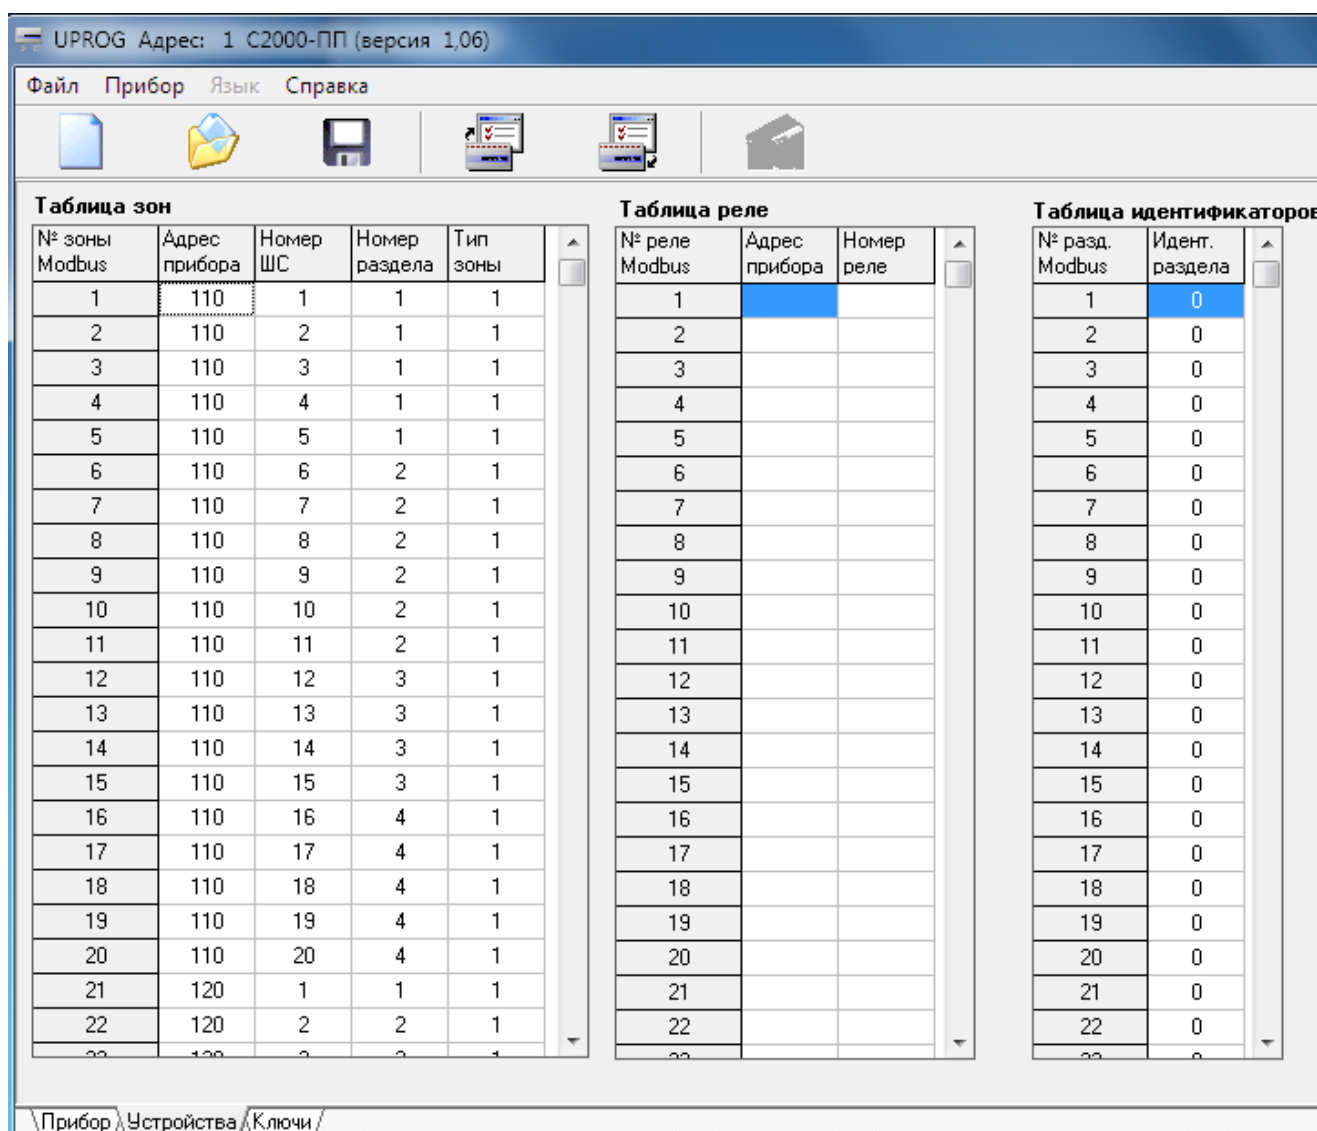 UPROG Адрес: 1 С2000-ПП (версия 1,06)
Файл Прибор Язык Справка
Таблица зон
№ зоны Modbus Адрес прибора Номер ШС Номер раздела Тип зоны
1 110 1 1 1
2 110 2 1 1
3 110 3 1 1
4 110 4 1 1
5 110 5 1 1
6 110 6 2 1
7 110 7 2 1
8 110 8 2 1
9 110 9 2 1
10 110 10 2 1
11 110 11 2 1
12 110 12 3 1
13 110 13 3 1
14 110 14 3 1
15 110 15 3 1
16 110 16 4 1
17 110 17 4 1
18 110 18 4 1
19 110 19 4 1
20 110 20 4 1
21 120 1 1 1
22 120 2 2 1
Таблица реле
№ реле Modbus Адрес прибора Номер реле
1
2
3
4
5
6
7
8
9
10
11
12
13
14
15
16
17
18
19
20
21
22
Таблица идентификаторов
№ разд. Modbus Идент. раздела
1 0
2 0
3 0
4 0
5 0
6 0
7 0
8 0
9 0
10 0
11 0
12 0
13 0
14 0
15 0
16 0
17 0
18 0
19 0
20 0
21 0
22 0
Прибор Устройства Ключи